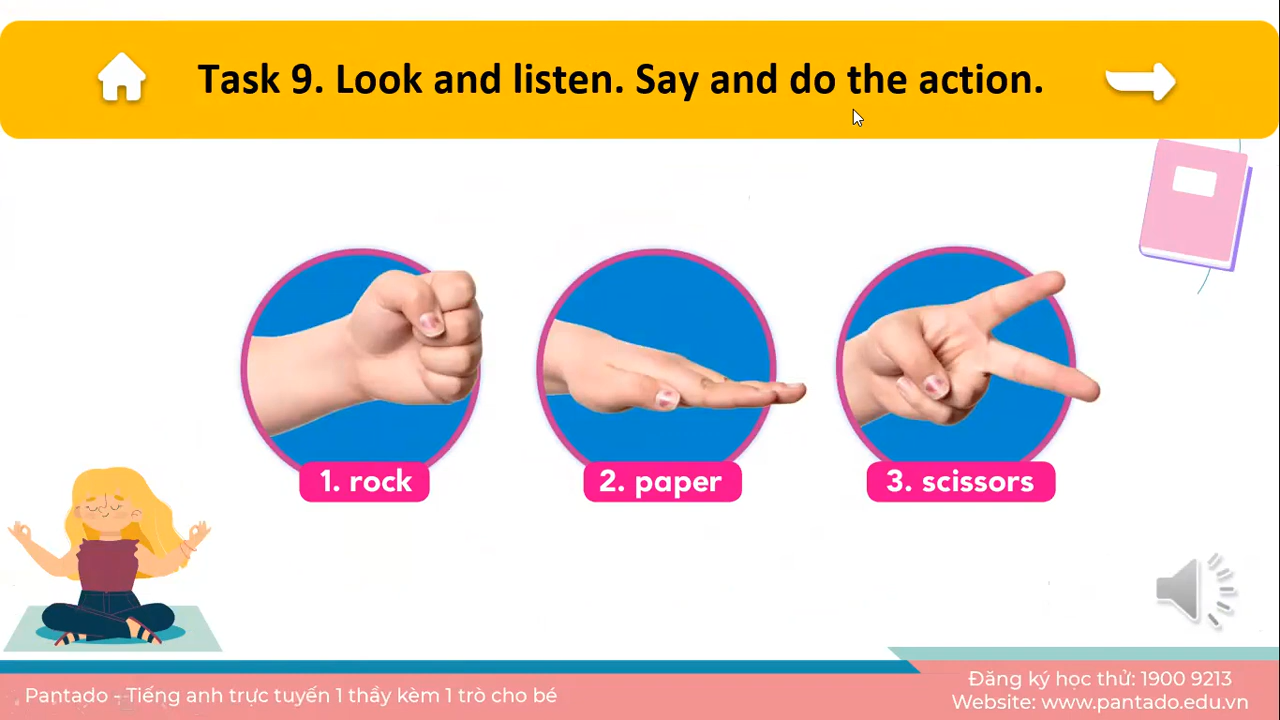 Task 9. Look and listen. Say and do the action.
1. rock
2. paper
3. scissors
Pantado - Tiếng anh trực tuyến 1 thầy kèm 1 trò cho bé
Đăng ký học thử: 1900 9213
Website: www.pantado.edu.vn